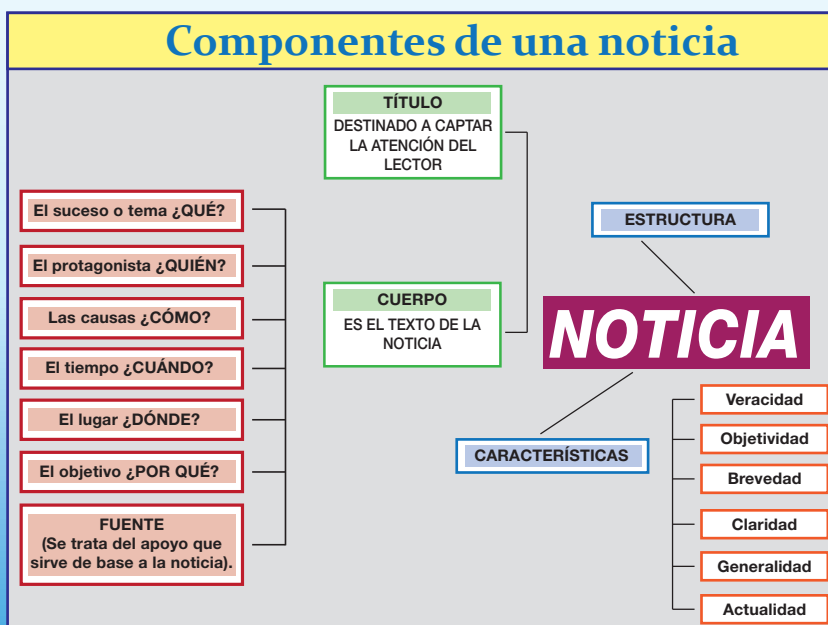 Componentes de una noticia
TÍTULO
DESTINADO A CAPTAR
LA ATENCIÓN DEL
LECTOR
El suceso o tema ¿QUÉ?
El protagonista ¿QUIÉN?
Las causas ¿CÓMO?
El tiempo ¿CUÁNDO?
El lugar ¿DÓNDE?
El objetivo ¿POR QUÉ?
FUENTE
(Se trata del apoyo que
sirve de base a la noticia).
CUERPO
ES EL TEXTO DE LA
NOTICIA
ESTRUCTURA
NOTICIA
CARACTERÍSTICAS
Veracidad
Objetividad
Brevedad
Claridad
Generalidad
Actualidad